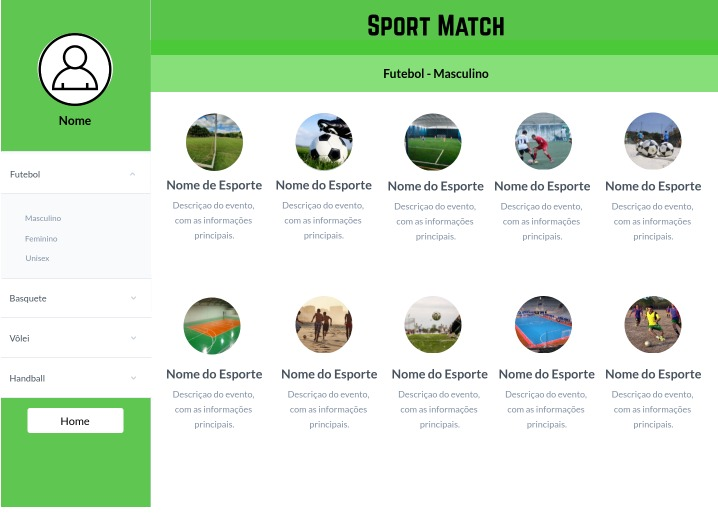 Sport Match
Futebol - Masculino
Nome
Futebol
Masculino
Feminino
Unisex
Basquete
Vôlei
Handball
Home
Nome de Esporte
Descriçao do evento,
com as informações
principais.
Nome do Esporte
Descriçao do evento,
com as informações
principais.
Nome do Esporte
Descriçao do evento,
com as informações
principais.
Nome do Esporte
Descriçao do evento,
com as informações
principais.
Nome do Esporte
Descriçao do evento,
com as informações
principais.
Nome do Esporte
Descriçao do evento,
com as informações
principais.
Nome do Esporte
Descriçao do evento,
com as informações
principais.
Nome do Esporte
Descriçao do evento,
com as informações
principais.
Nome do Esporte
Descriçao do evento,
com as informações
principais.
Nome do Esporte
Descriçao do evento,
com as informações
principais.